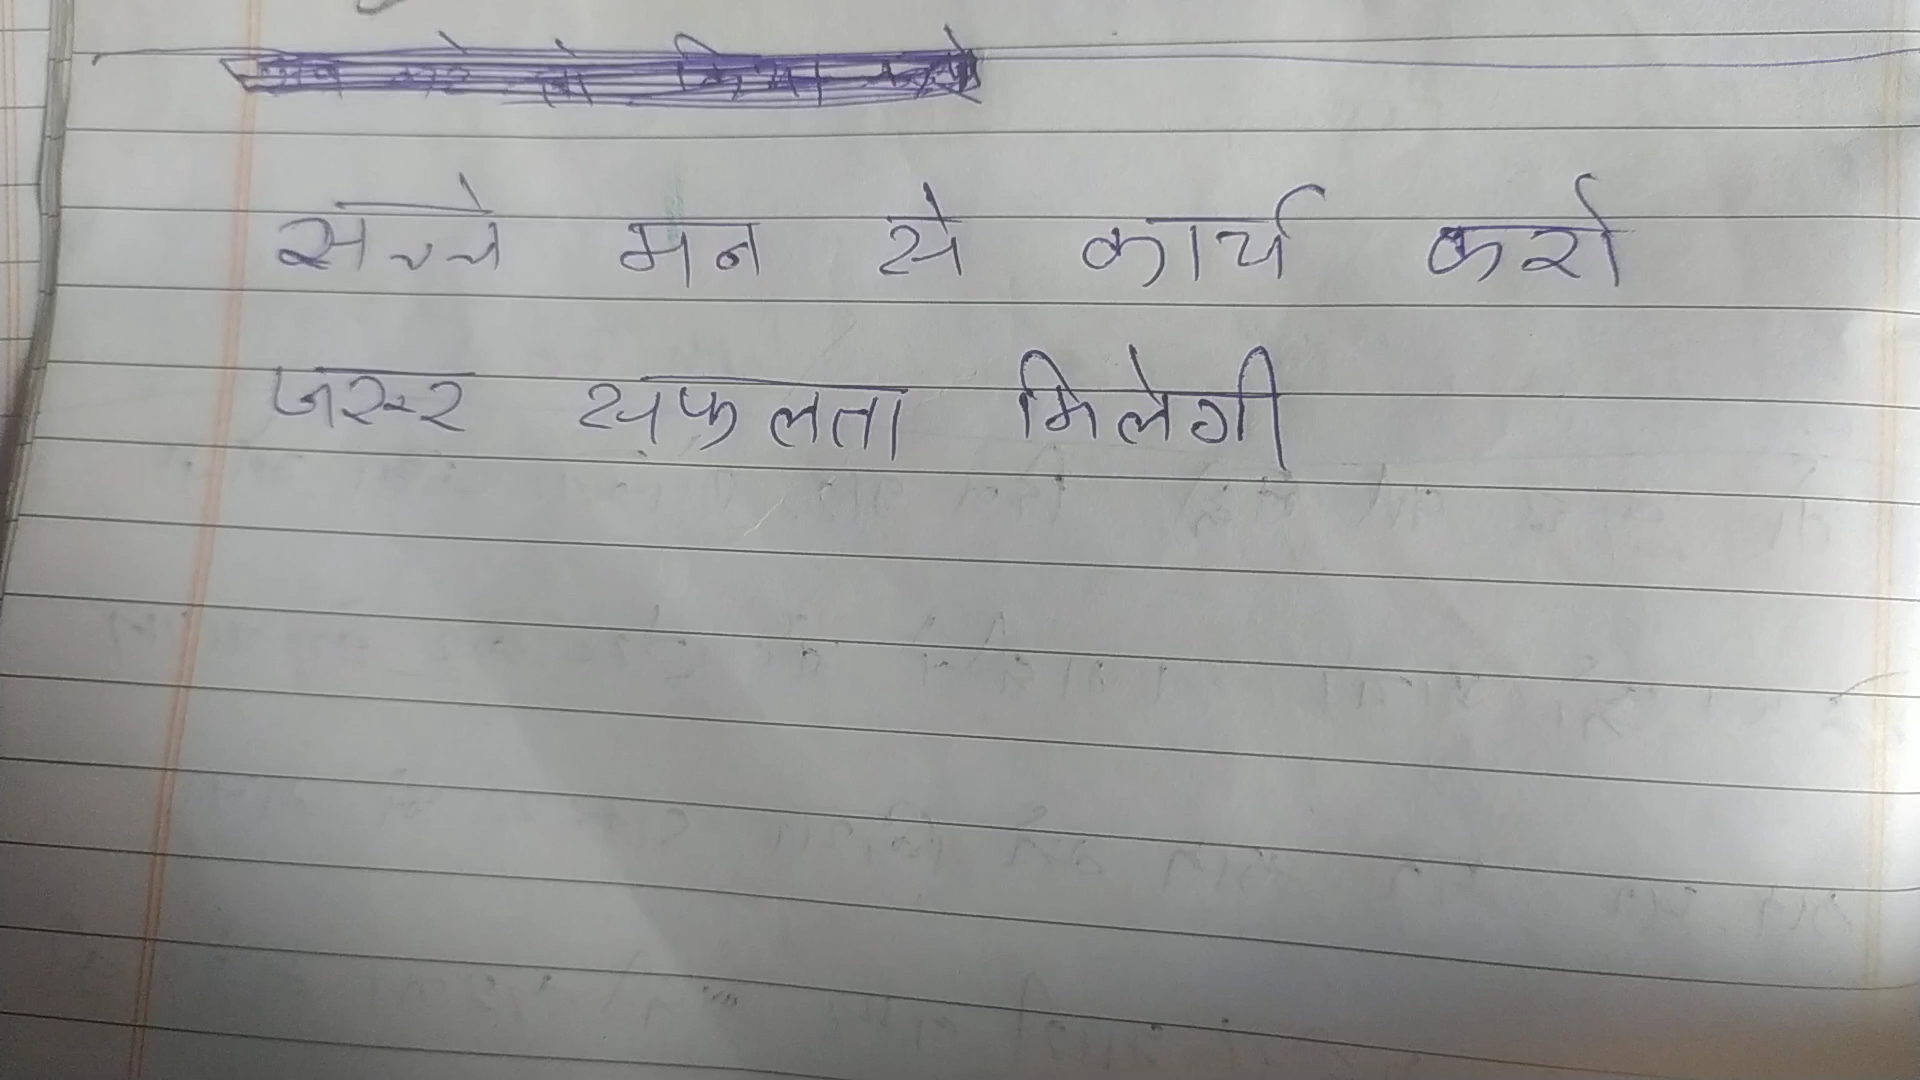 सच्चे मन से कार्य करो
जरूर सफलता मिलेगी